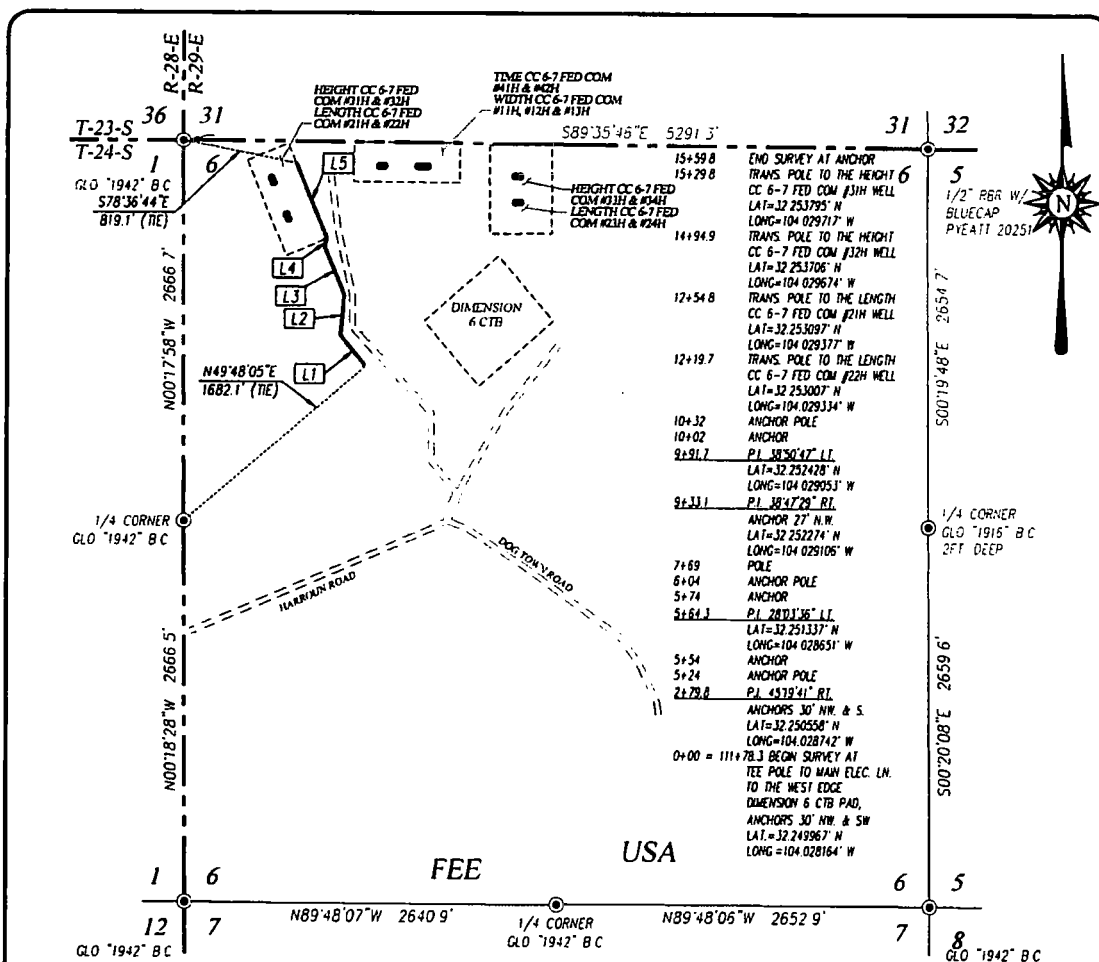 R-28-E
R-29-E
T-23-S
T-24-S
36 31
1 6
GLO "1942" B C
S78°36'44"E
819.1' (TIE)
HEIGHT CC 6-7 FED
COM #31H & #32H
LENGTH CC 6-7 FED
COM #21H & #22H
TIME CC 6-7 FED COM
#41H & #42H
WIDTH CC 6-7 FED COM
#11H, #12H & #13H
S89°35'46"E 5291 3'
31 32
6 5
1/2" RBR W/
BLUECAP
PYEATT 20251
N
L5
L4
L3
L2
L1
HEIGHT CC 6-7 FED
COM #33H & #34H
LENGTH CC 6-7 FED
COM #23H & #24H
DIMENSION
6 CTB
N00°17'58"W 2666 7'
N49°48'05"E
1682.1' (TIE)
1/4 CORNER
GLO "1942" B C
HARROUN ROAD
DOG TOWN ROAD
N00°18'28"W 2666 5'
15+59.8 END SURVEY AT ANCHOR
15+29.8 TRANS. POLE TO THE HEIGHT
CC 6-7 FED COM #31H WELL
LAT=32.253795° N
LONG=104 029717° W
14+94.9 TRANS. POLE TO THE HEIGHT
CC 6-7 FED COM #32H WELL
LAT=32.253706° N
LONG=104 029674° W
12+54.8 TRANS. POLE TO THE LENGTH
CC 6-7 FED COM #21H WELL
LAT=32.253097° N
LONG=104.029377° W
12+19.7 TRANS. POLE TO THE LENGTH
CC 6-7 FED COM #22H WELL
LAT=32 253007° N
LONG=104.029334° W
10+32 ANCHOR POLE
10+02 ANCHOR
9+91.7 P.I. 38°50'47" LT.
LAT=32.252428° N
LONG=104 029053° W
9+33.1 P.I. 38°47'29" RT.
ANCHOR 27' N.W.
LAT=32 252274° N
LONG=104 029106° W
7+69 POLE
6+04 ANCHOR POLE
5+74 ANCHOR
5+64.3 P.I. 28°03'36" LT.
LAT=32.251337° N
LONG=104 028651° W
5+54 ANCHOR
5+24 ANCHOR POLE
2+79.8 P.I. 45°19'41" RT.
ANCHORS 30' NW. & S.
LAT=32.250558° N
LONG=104.028742° W
0+00 = 111+78.3 BEGIN SURVEY AT
TEE POLE TO MAIN ELEC. LN.
TO THE WEST EDGE
DIMENSION 6 CTB PAD,
ANCHORS 30' NW. & SW
LAT.=32.249967° N
LONG =104.028164° W
S00°19'48"E 2654 7'
1/4 CORNER
GLO "1916" B C
2FT DEEP
S00°20'08"E 2659 6'
FEE
USA
1 6
12 7
GLO "1942" B C
N89°48'07"W 2640 9'
1/4 CORNER
GLO "1942" B C
N89°48'06"W 2652 9'
6 5
7 8
GLO "1942" B C